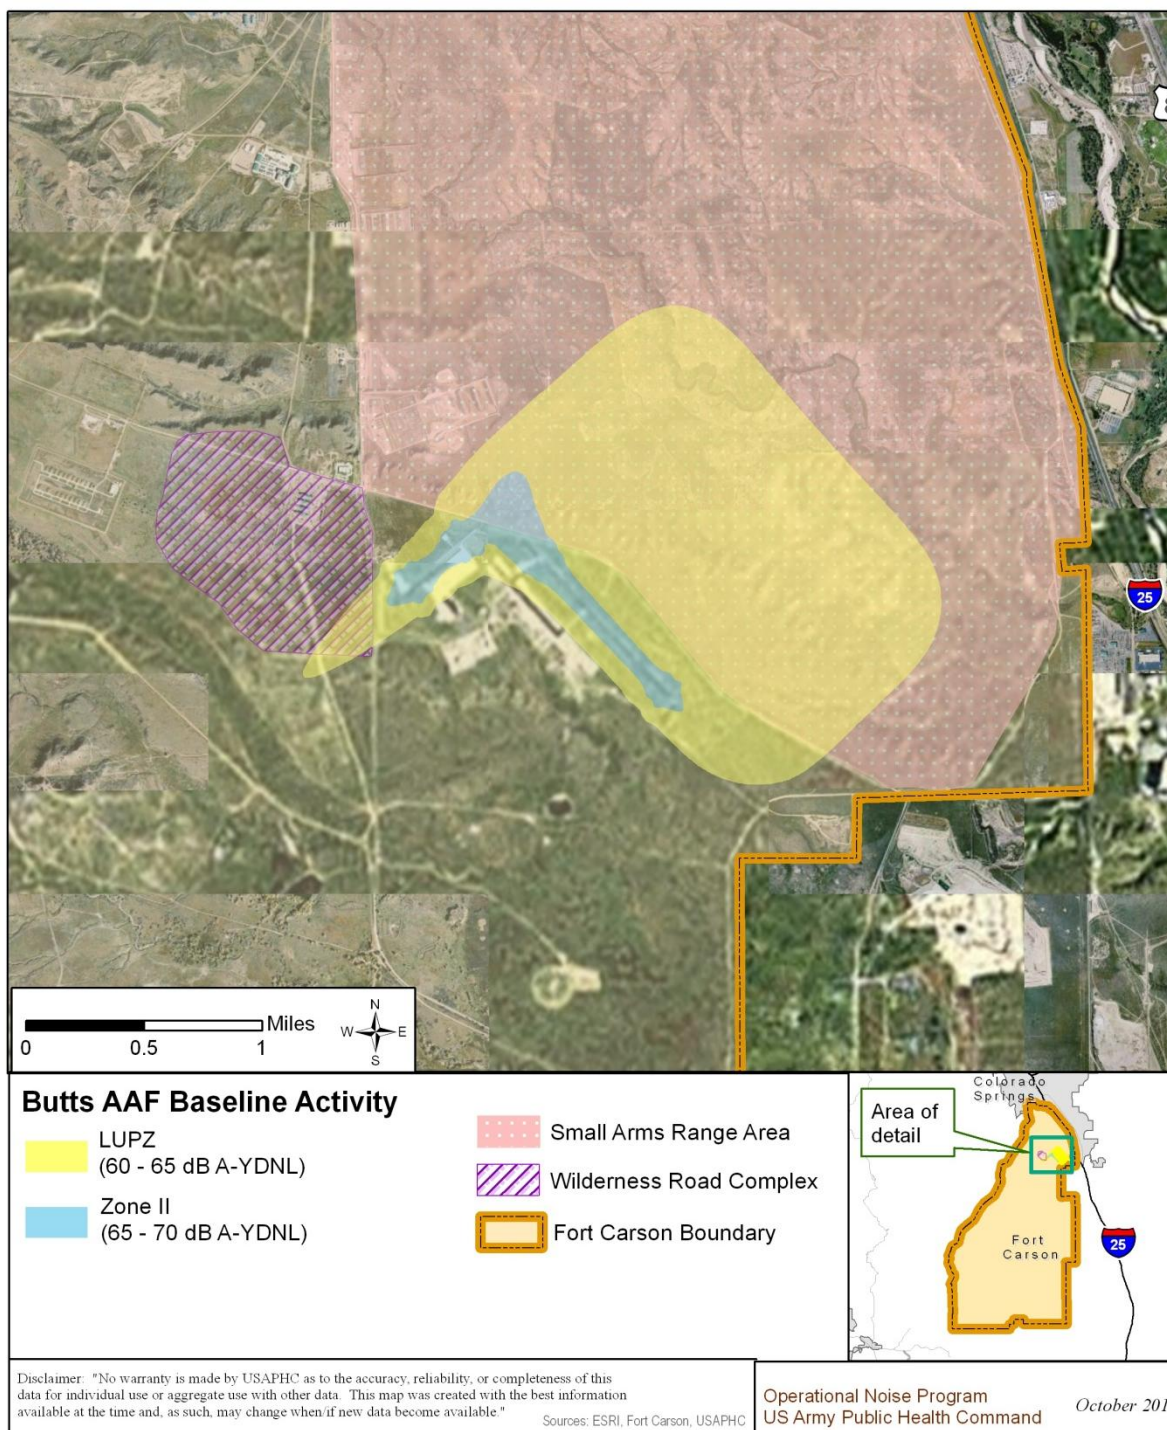 8
25
Miles
0
0.5
1
N
W
E
S
Butts AAF Baseline Activity
LUPZ
(60 - 65 dB A-YDNL)
Zone II
(65 - 70 dB A-YDNL)
Small Arms Range Area
Wilderness Road Complex
Fort Carson Boundary
Colorado
Springs
Area of
detail
Fort
Carson
25
Disclaimer: "No warranty is made by USAPHC as to the accuracy, reliability, or completeness of this
data for individual use or aggregate use with other data. This map was created with the best information
available at the time and, as such, may change when/if new data become available."
Sources: ESRI, Fort Carson, USAPHC
Operational Noise Program
US Army Public Health Command
October 201